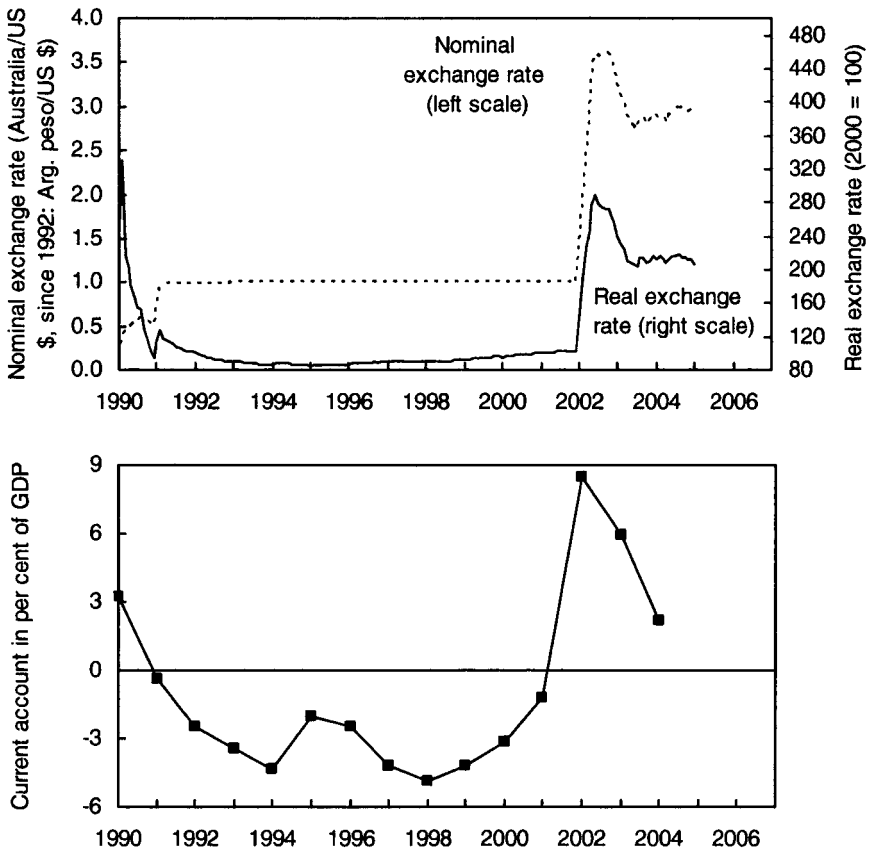 Nominal exchange rate (Australia/US
$, since 1992: Arg. peso/US $)
4.0
3.5
3.0
2.5
2.0
1.5
1.0
0.5
0.0
Nominal
exchange rate
(left scale)
Real exchange
rate (right scale)
480
440
400
360
320
280
240
200
160
120
80
Real exchange rate (2000 = 100)
1990 1992 1994 1996 1998 2000 2002 2004 2006
Current account in per cent of GDP
9
6
3
0
-3
-6
1990 1992 1994 1996 1998 2000 2002 2004 2006